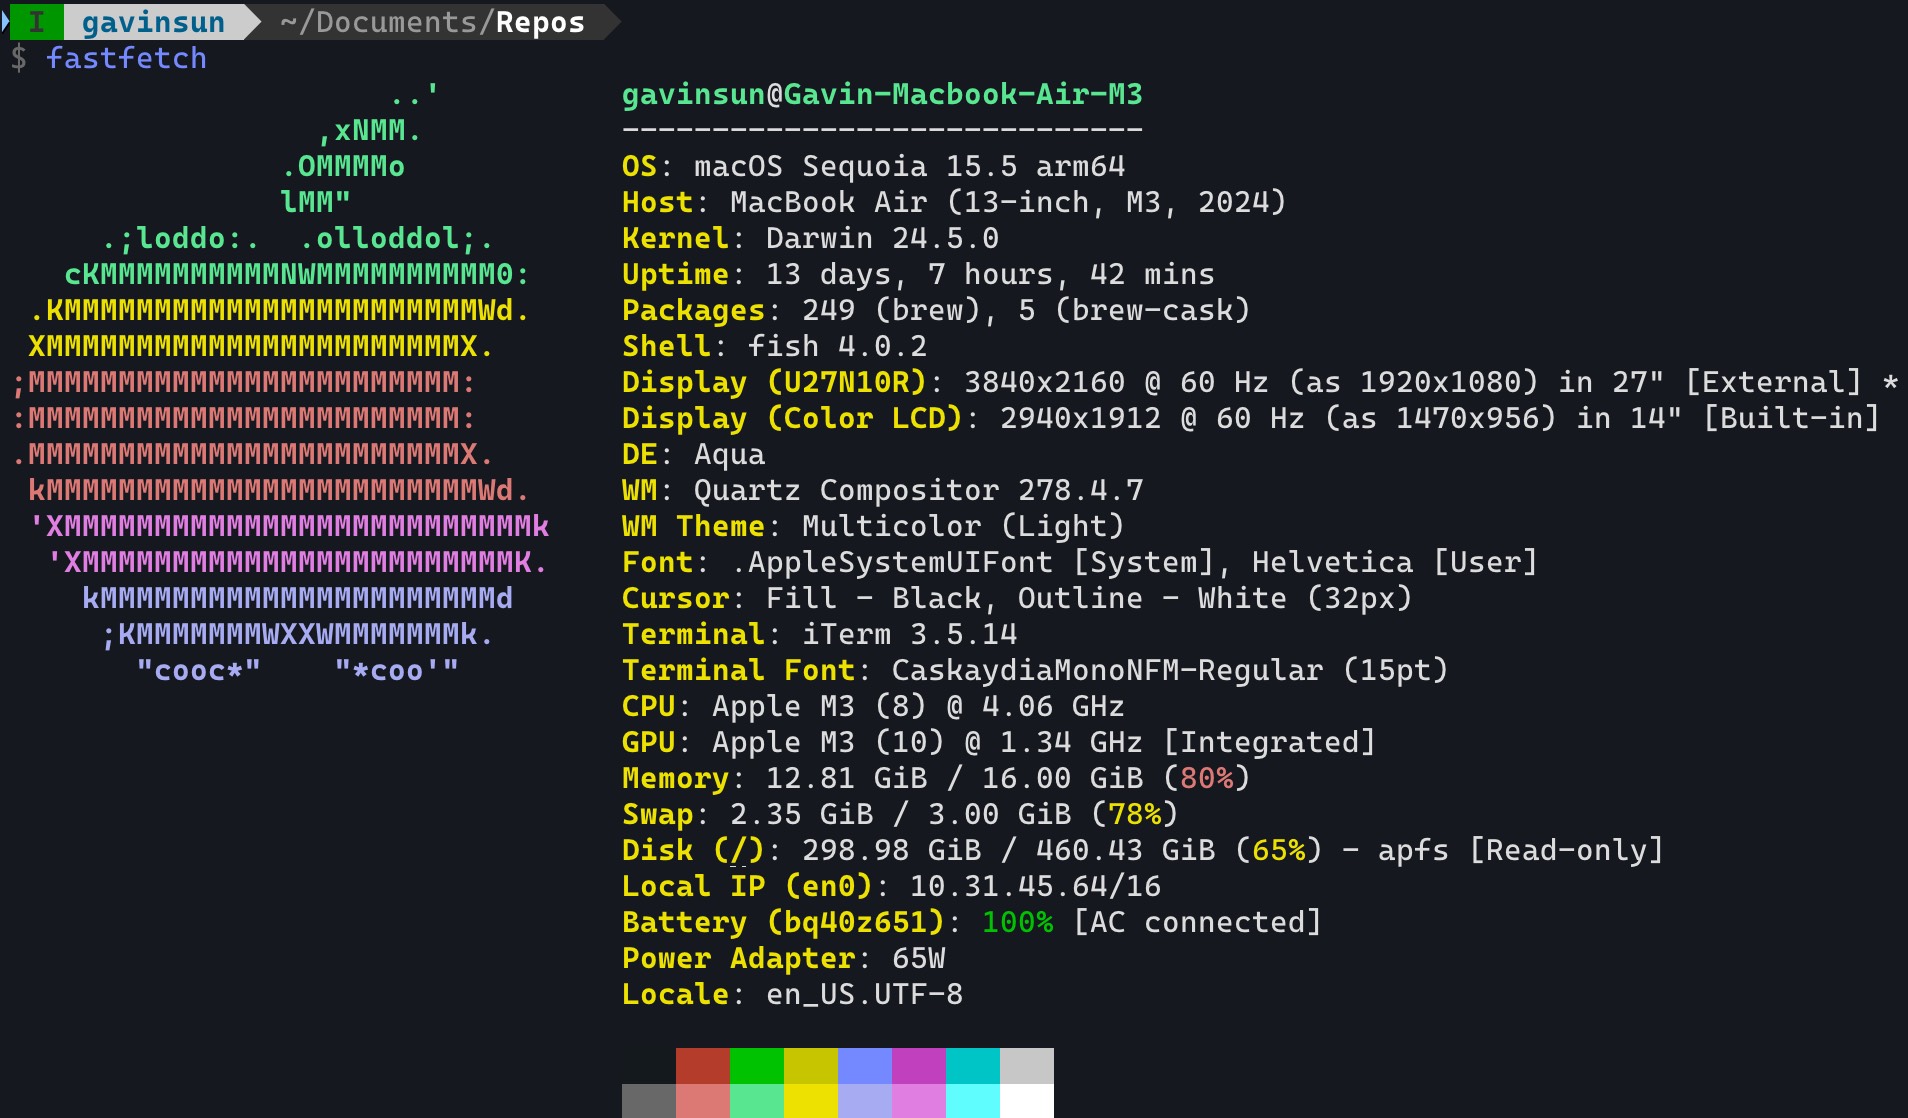 I gavinsun ~/Documents/Repos
$ fastfetch
..'
,xNMM.
.OMMMMo
lMM"
.;loddo:.  .olloddol;.
cKMMMMMMMMMMNWMMMMMMMMMM0:
.KMMMMMMMMMMMMMMMMMMMMMMMWd.
XMMMMMMMMMMMMMMMMMMMMMMMX.
;MMMMMMMMMMMMMMMMMMMMMMMM:
:MMMMMMMMMMMMMMMMMMMMMMMM:
.MMMMMMMMMMMMMMMMMMMMMMMMX.
kMMMMMMMMMMMMMMMMMMMMMMMMWd.
'XMMMMMMMMMMMMMMMMMMMMMMMMMMk
'XMMMMMMMMMMMMMMMMMMMMMMMMK.
kMMMMMMMMMMMMMMMMMMMMMMd
;KMMMMMMMWXXWMMMMMMMk.
"cooc*"    "*coo'"
gavinsun@Gavin-Macbook-Air-M3
-----------------------------
OS: macOS Sequoia 15.5 arm64
Host: MacBook Air (13-inch, M3, 2024)
Kernel: Darwin 24.5.0
Uptime: 13 days, 7 hours, 42 mins
Packages: 249 (brew), 5 (brew-cask)
Shell: fish 4.0.2
Display (U27N10R): 3840x2160 @ 60 Hz (as 1920x1080) in 27" [External] *
Display (Color LCD): 2940x1912 @ 60 Hz (as 1470x956) in 14" [Built-in]
DE: Aqua
WM: Quartz Compositor 278.4.7
WM Theme: Multicolor (Light)
Font: .AppleSystemUIFont [System], Helvetica [User]
Cursor: Fill - Black, Outline - White (32px)
Terminal: iTerm 3.5.14
Terminal Font: CaskaydiaMonoNFM-Regular (15pt)
CPU: Apple M3 (8) @ 4.06 GHz
GPU: Apple M3 (10) @ 1.34 GHz [Integrated]
Memory: 12.81 GiB / 16.00 GiB (80%)
Swap: 2.35 GiB / 3.00 GiB (78%)
Disk (/): 298.98 GiB / 460.43 GiB (65%) - apfs [Read-only]
Local IP (en0): 10.31.45.64/16
Battery (bq40z651): 100% [AC connected]
Power Adapter: 65W
Locale: en_US.UTF-8